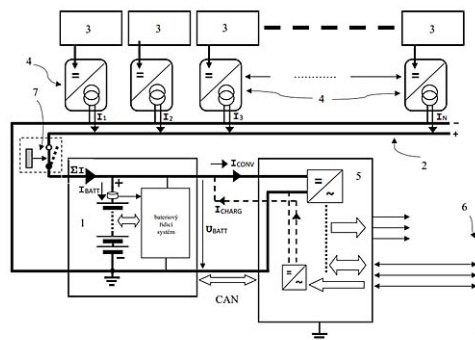 3 3 3 3
4
= = = =
I1 I2 I3 4 IN
−
+
7
2
ΣI ICONV
5
IBATT +
= ~
1 bateriový
řídicí
systém
UBATT
ICHARG
6
−
= ~
CAN